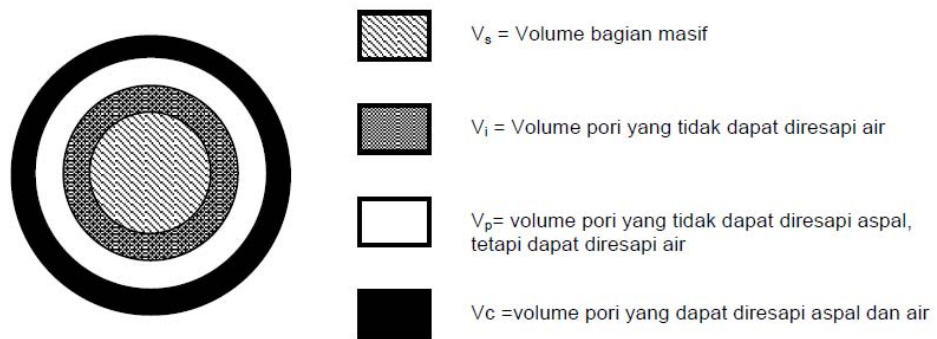 Vₛ = Volume bagian masif
Vᵢ = Volume pori yang tidak dapat diresapi air
Vₚ= volume pori yang tidak dapat diresapi aspal,
tetapi dapat diresapi air
Vc =volume pori yang dapat diresapi aspal dan air